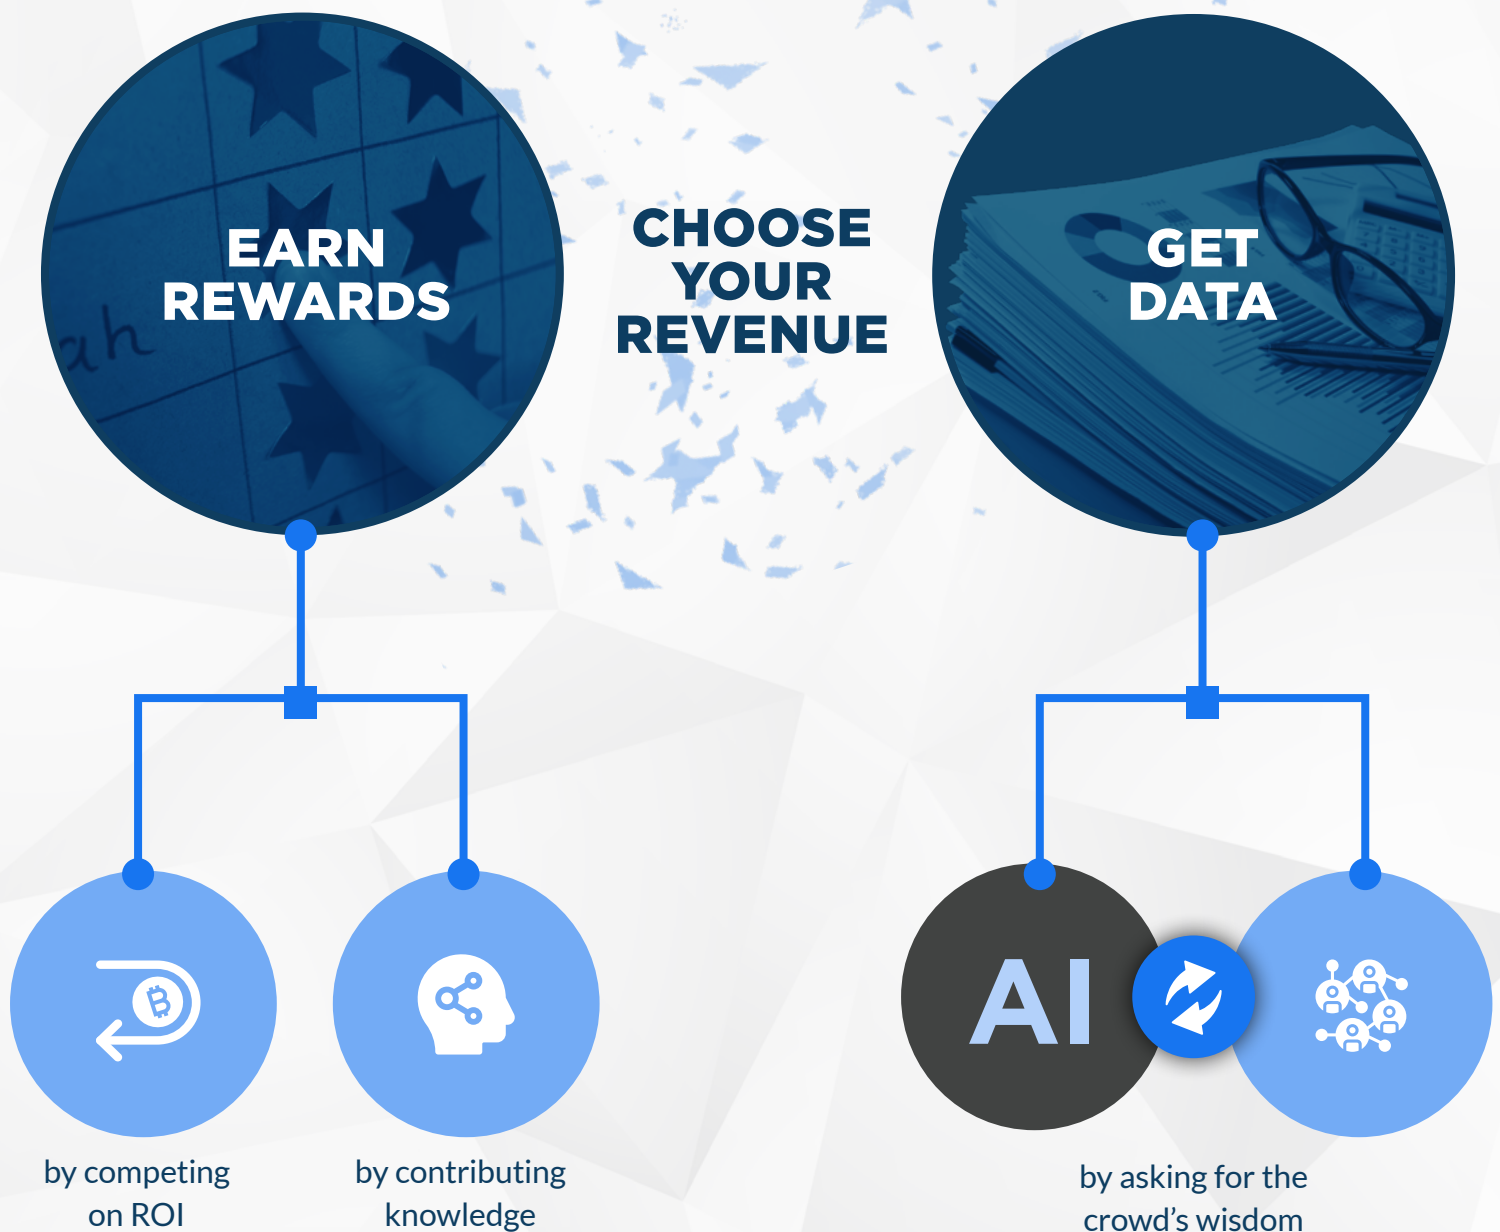 EARN
REWARDS
CHOOSE
YOUR
REVENUE
GET
DATA
ah
AI
by competing
on ROI
by contributing
knowledge
by asking for the
crowd's wisdom